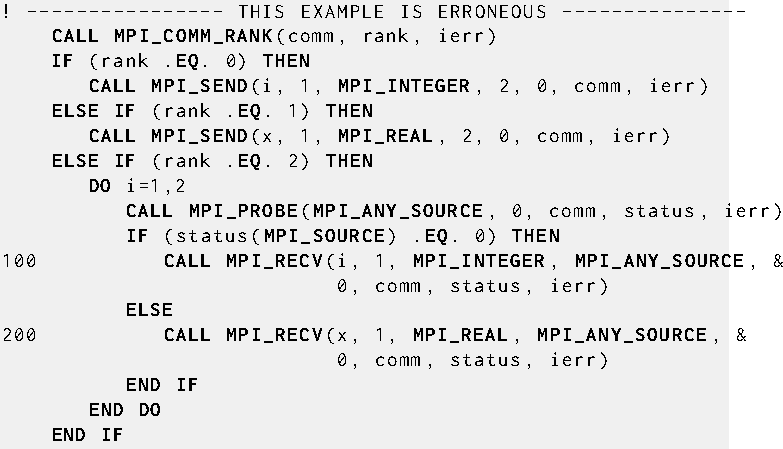 ! ---------------- THIS EXAMPLE IS ERRONEOUS ---------------
CALL MPI_COMM_RANK(comm, rank, ierr)
IF (rank .EQ. 0) THEN
CALL MPI_SEND(i, 1, MPI_INTEGER, 2, 0, comm, ierr)
ELSE IF (rank .EQ. 1) THEN
CALL MPI_SEND(x, 1, MPI_REAL, 2, 0, comm, ierr)
ELSE IF (rank .EQ. 2) THEN
DO i=1,2
CALL MPI_PROBE(MPI_ANY_SOURCE, 0, comm, status, ierr)
IF (status(MPI_SOURCE) .EQ. 0) THEN
100 CALL MPI_RECV(i, 1, MPI_INTEGER, MPI_ANY_SOURCE, &
0, comm, status, ierr)
ELSE
200 CALL MPI_RECV(x, 1, MPI_REAL, MPI_ANY_SOURCE, &
0, comm, status, ierr)
END IF
END DO
END IF